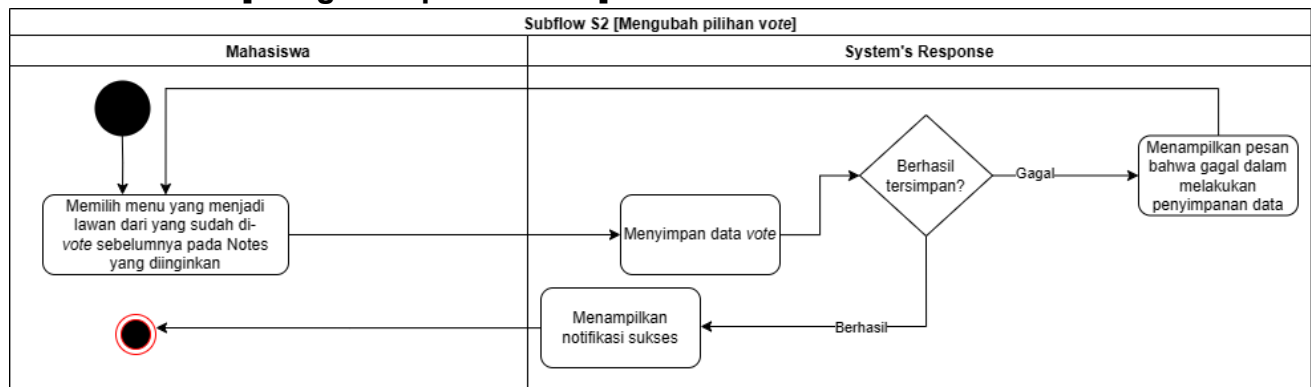 Subflow S2 [Mengubah pilihan vote]
Mahasiswa
System's Response
Memilih menu yang menjadi
lawan dari yang sudah di-
vote sebelumnya pada Notes
yang diinginkan
Menyimpan data vote
Berhasil
tersimpan?
Gagal
Menampilkan pesan
bahwa gagal dalam
melakukan
penyimpanan data
Berhasil
Menampilkan
notifikasi sukses